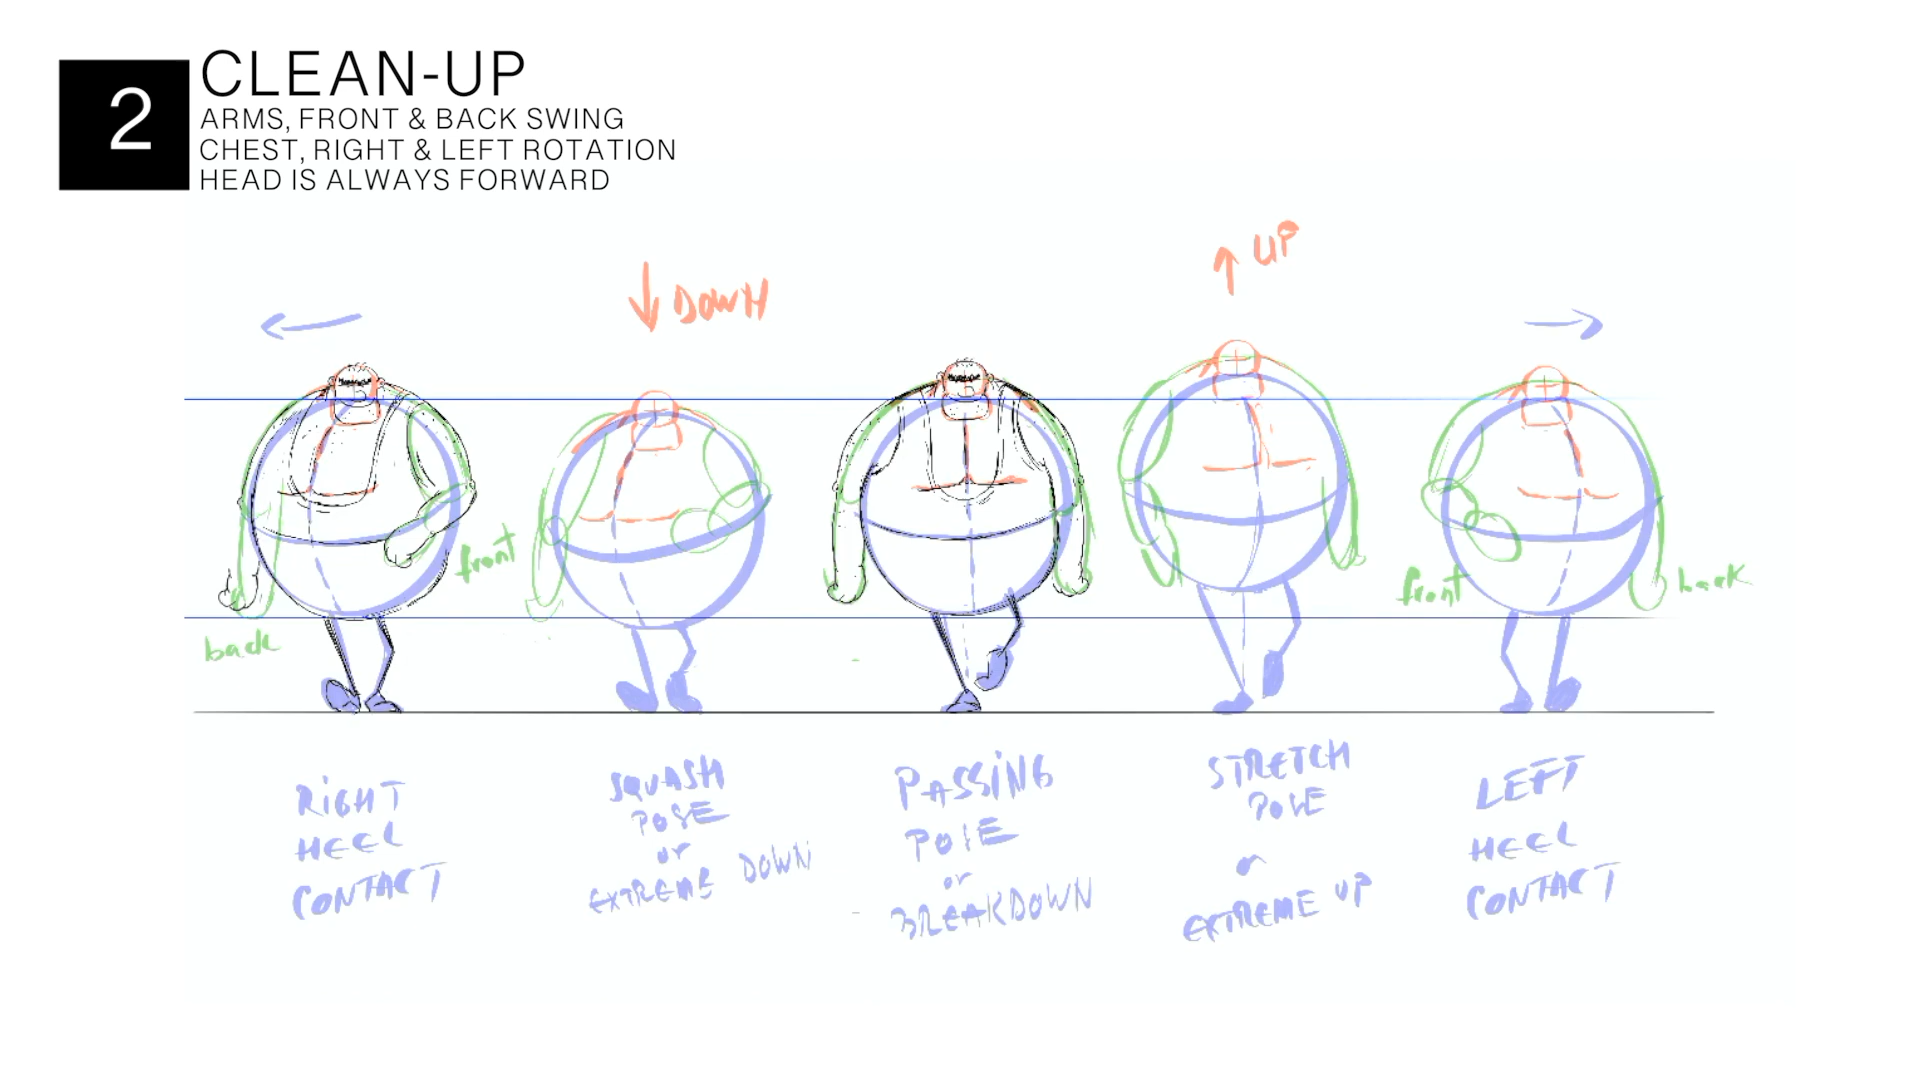 2
CLEAN-UP
ARMS, FRONT & BACK SWING
CHEST, RIGHT & LEFT ROTATION
HEAD IS ALWAYS FORWARD
UP
DOWN
front
back
front
back
RiGHT
HEEL
CONTACT
SQUASH
POSE
or
EXTREME DOWN
PASSiNG
POSE
or
BREAKDOWN
STRETCH
POSE
or
EXTREME UP
LEFT
HEEL
CONTACT